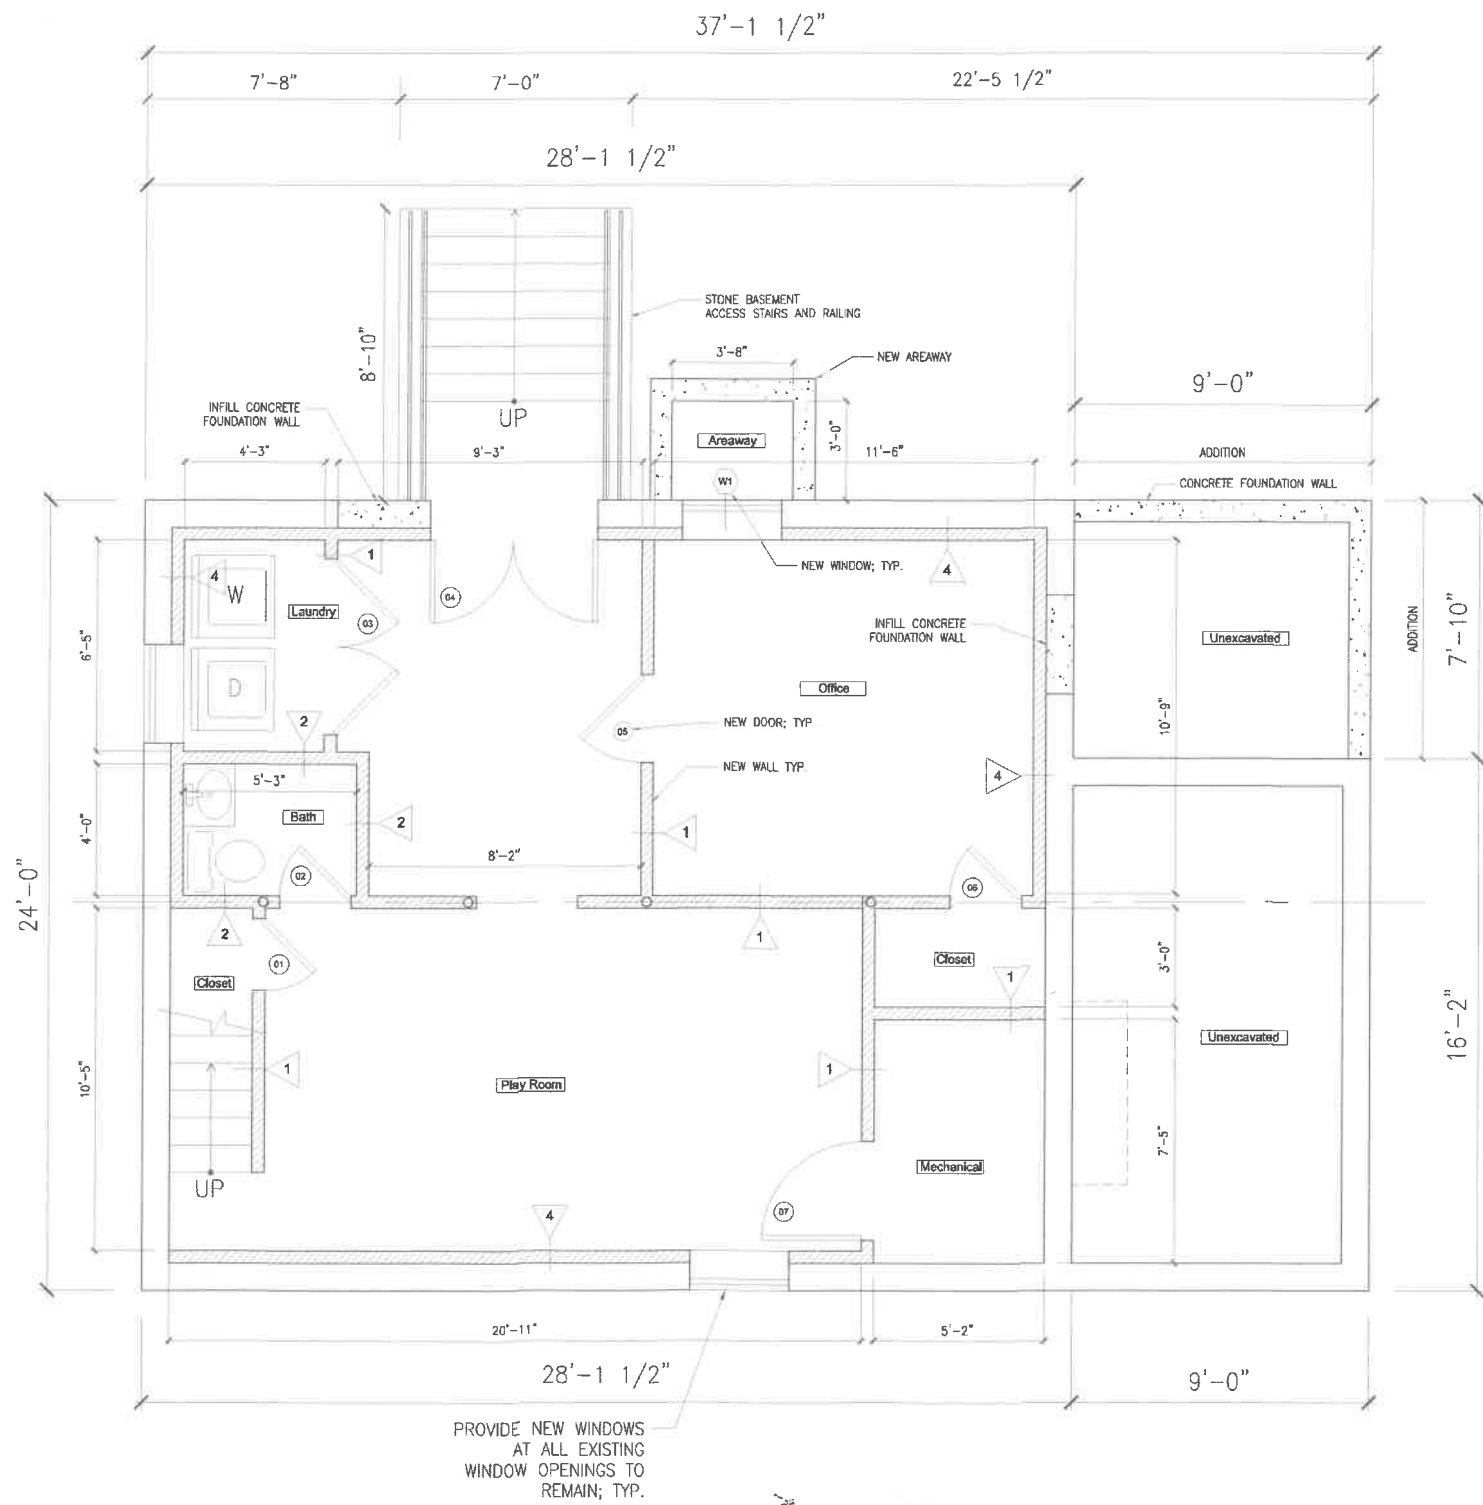 37'-1 1/2"
7'-8"
7'-0"
22'-5 1/2"
28'-1 1/2"
STONE BASEMENT
ACCESS STAIRS AND RAILING
8'-10"
3'-8"
NEW AREAWAY
9'-0"
INFILL CONCRETE
FOUNDATION WALL
UP
Areaway
3'-0"
4'-3"
9'-3"
11'-6"
ADDITION
W1
CONCRETE FOUNDATION WALL
1
4
4
NEW WINDOW; TYP.
W
04
Laundry
03
INFILL CONCRETE
FOUNDATION WALL
Unexcavated
ADDITION
7'-10"
6'-5"
D
Office
10'-9"
2
05
NEW DOOR; TYP
NEW WALL TYP.
4
5'-3"
Bath
2
1
4'-0"
8'-2"
02
06
24'-0"
2
1
01
Closet
Closet
1
3'-0"
16'-2"
Unexcavated
10'-5"
1
Play Room
1
7'-5"
Mechanical
UP
4
07
20'-11"
5'-2"
28'-1 1/2"
9'-0"
PROVIDE NEW WINDOWS
AT ALL EXISTING
WINDOW OPENINGS TO
REMAIN; TYP.